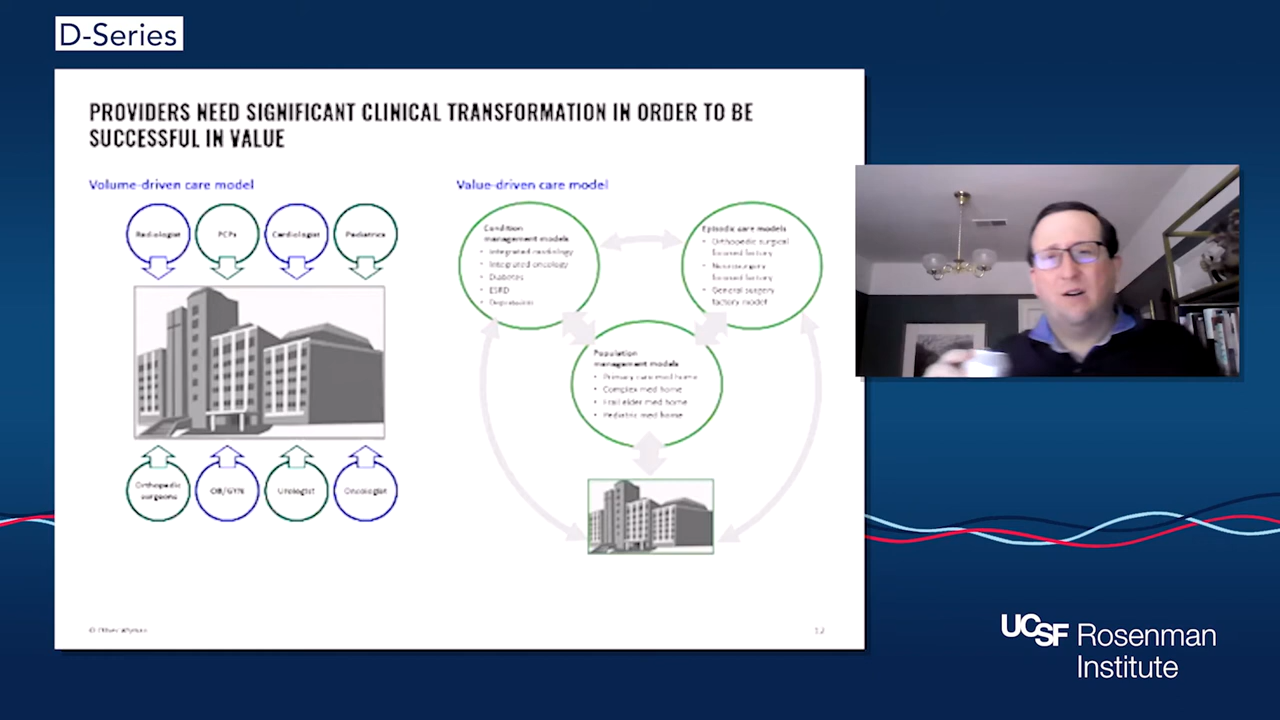 D-Series
PROVIDERS NEED SIGNIFICANT CLINICAL TRANSFORMATION IN ORDER TO BE
SUCCESSFUL IN VALUE
Volume-driven care model
Radiologist
PCPs
Cardiologist
Pediatrics
Orthopedic
surgeons
OB/GYN
Urologist
Oncologist
Value-driven care model
Condition
management models
• Integrated cardiology
• Integrated oncology
• Diabetes
• ESRD
• Depression
Episodic care models
• Orthopedic surgical
focused factory
• Neurosurgery
focused factory
• General surgery
factory model
Population
management models
• Primary care med home
• Complex med home
• Frail elder med home
• Pediatric med home
© Oliver Wyman
12
UCSF Rosenman
Institute